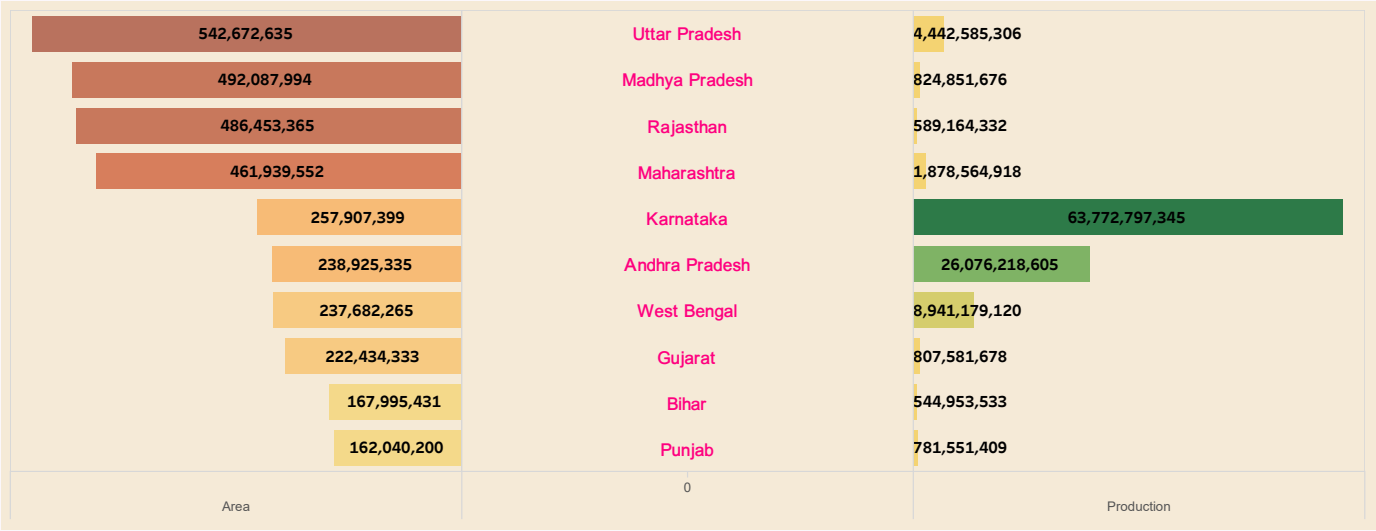 542,672,635 Uttar Pradesh 4,442,585,306
492,087,994 Madhya Pradesh 824,851,676
486,453,365 Rajasthan 589,164,332
461,939,552 Maharashtra 1,878,564,918
257,907,399 Karnataka 63,772,797,345
238,925,335 Andhra Pradesh 26,076,218,605
237,682,265 West Bengal 8,941,179,120
222,434,333 Gujarat 807,581,678
167,995,431 Bihar 544,953,533
162,040,200 Punjab 781,551,409
0
Area Production